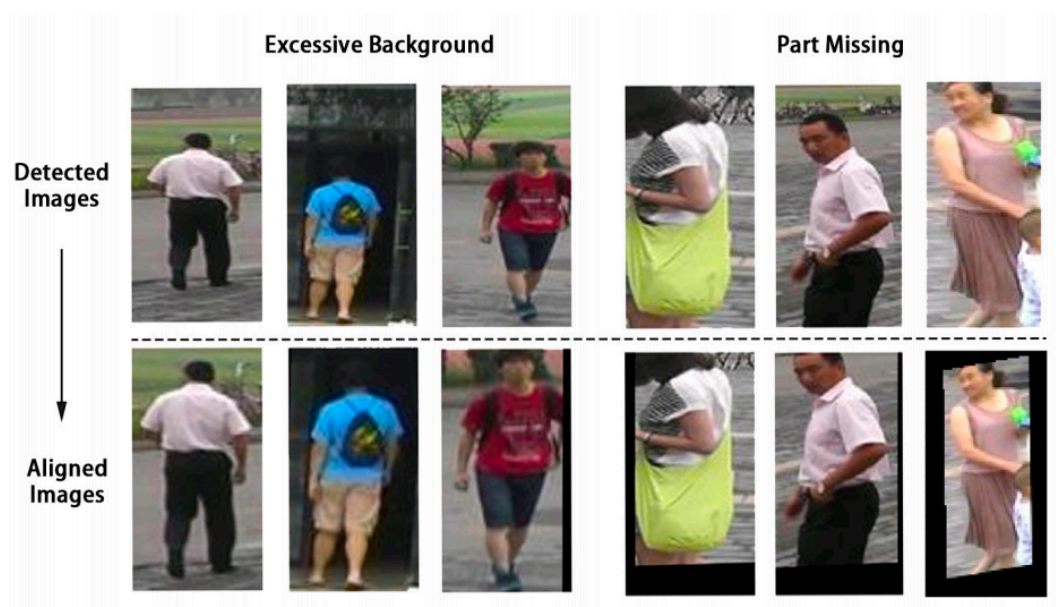 Excessive Background
Part Missing
Detected
Images
Aligned
Images